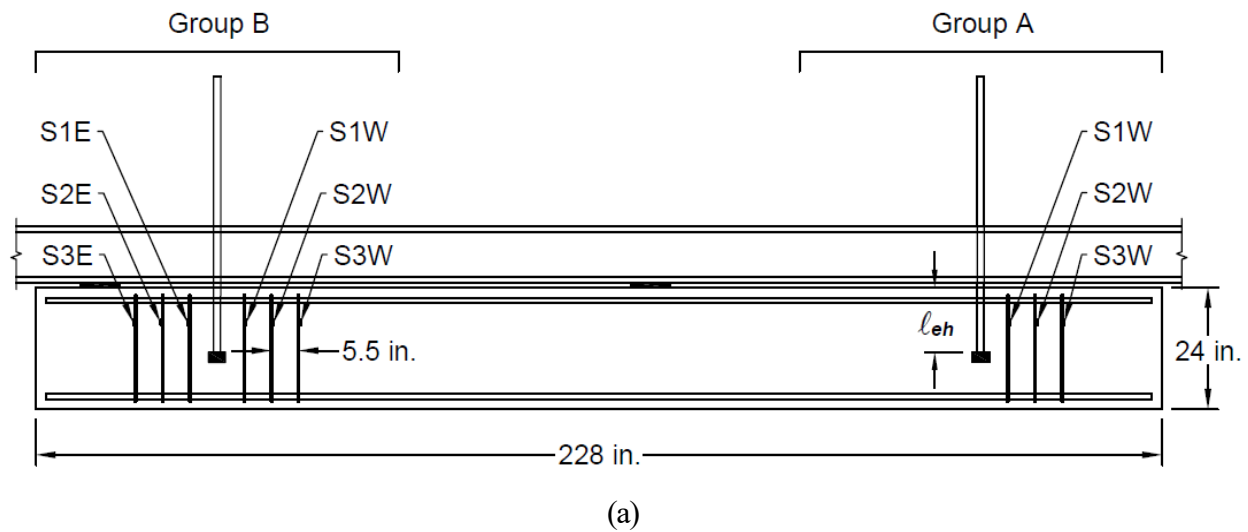 Group B
Group A
S1E
S1W
S1W
S2E
S2W
S2W
S3E
S3W
S3W
ℓeh
5.5 in.
24 in.
228 in.
(a)